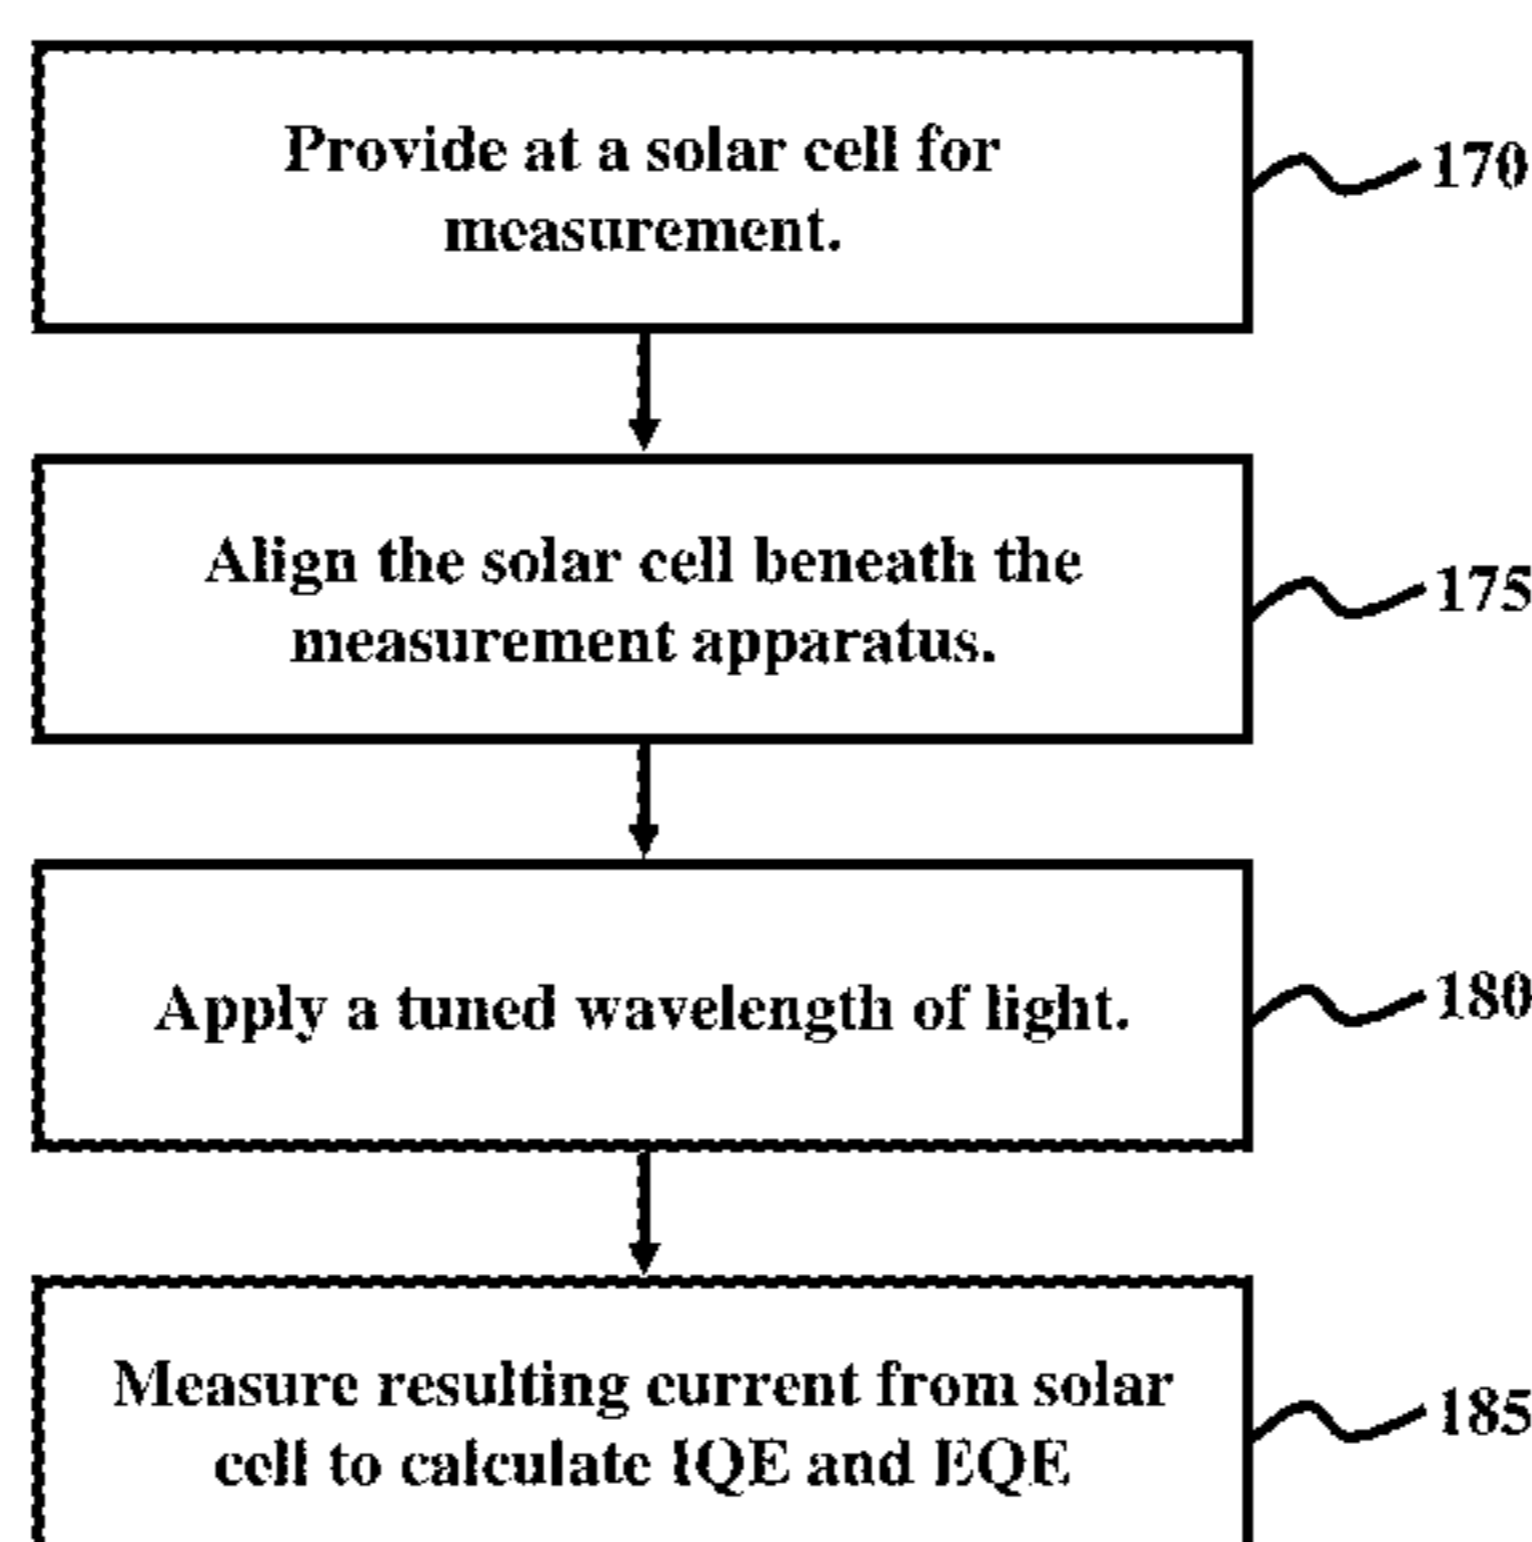 Provide at a solar cell for
measurement.
170
Align the solar cell beneath the
measurement apparatus.
175
Apply a tuned wavelength of light.
180
Measure resulting current from solar
cell to calculate IQE and EQE
185